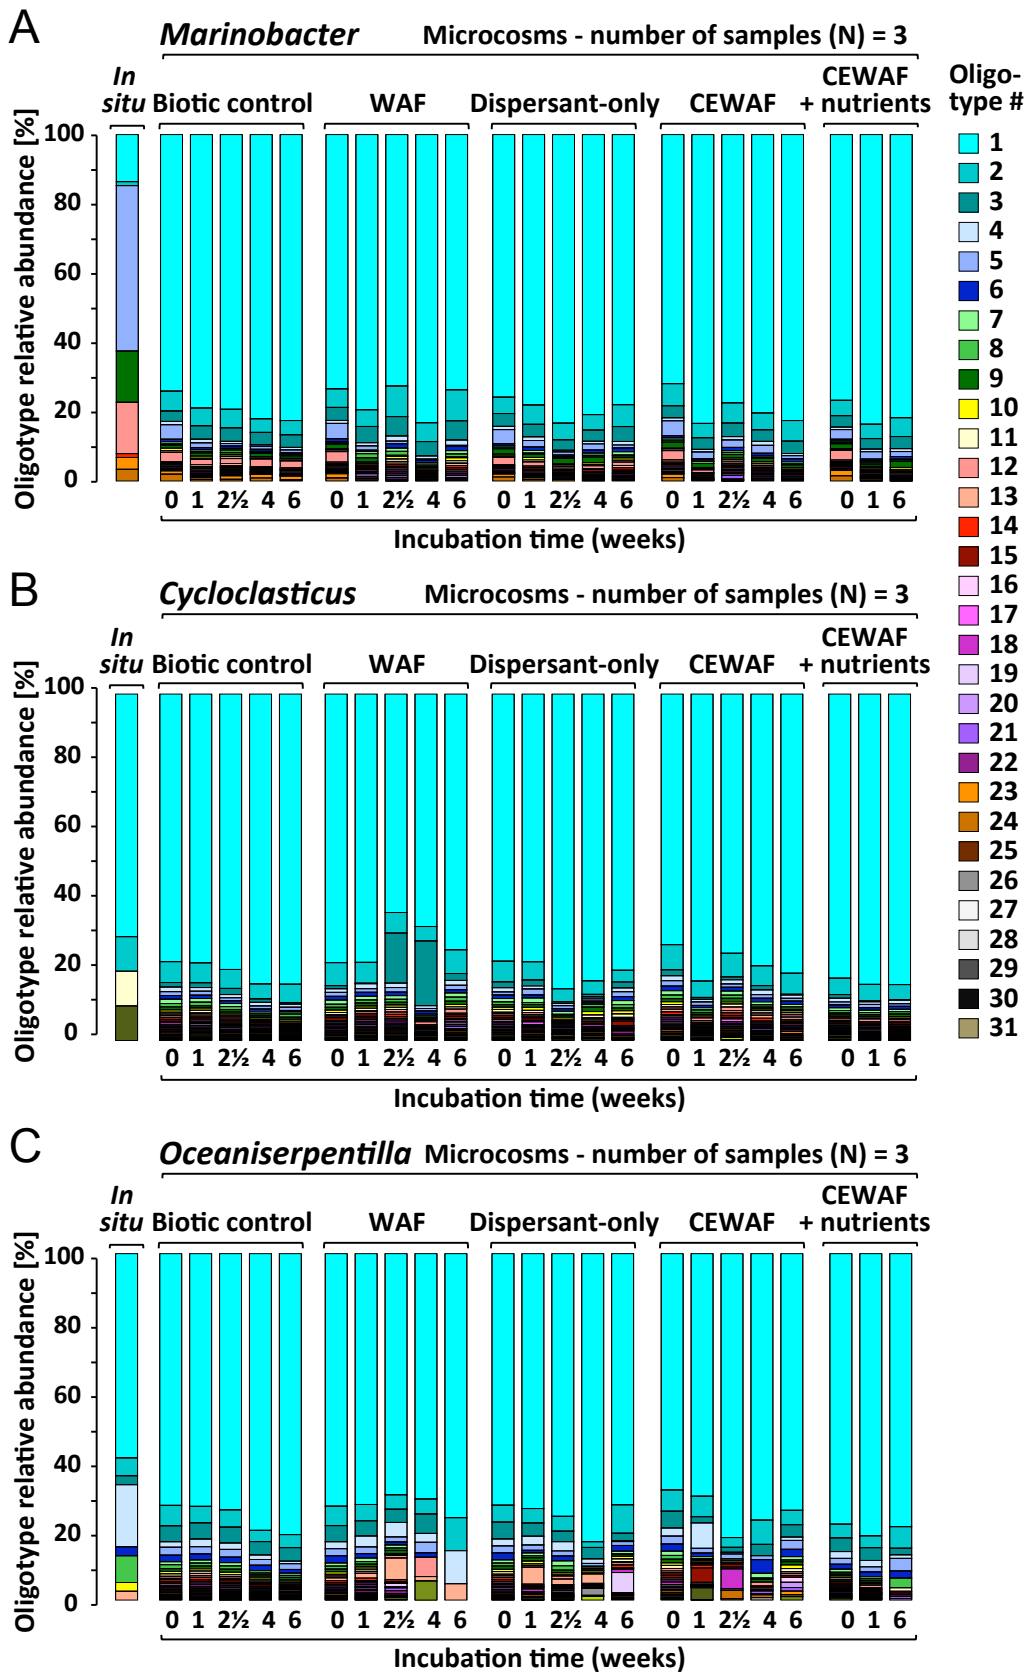 A
Marinobacter Microcosms - number of samples (N) = 3
In situ
Biotic control WAF Dispersant-only CEWAF CEWAF + nutrients
Oligotype relative abundance [%]
100
80
60
40
20
0
0 1 2½ 4 6 0 1 2½ 4 6 0 1 2½ 4 6 0 1 2½ 4 6 0 1 6
Incubation time (weeks)
Oligo-
type #
1
2
3
4
5
6
7
8
9
10
11
12
13
14
15
16
17
18
19
20
21
22
23
24
25
26
27
28
29
30
31
B
Cycloclasticus Microcosms - number of samples (N) = 3
In situ
Biotic control WAF Dispersant-only CEWAF CEWAF + nutrients
Oligotype relative abundance [%]
100
80
60
40
20
0
0 1 2½ 4 6 0 1 2½ 4 6 0 1 2½ 4 6 0 1 2½ 4 6 0 1 6
Incubation time (weeks)
C
Oceaniserpentilla Microcosms - number of samples (N) = 3
In situ
Biotic control WAF Dispersant-only CEWAF CEWAF + nutrients
Oligotype relative abundance [%]
100
80
60
40
20
0
0 1 2½ 4 6 0 1 2½ 4 6 0 1 2½ 4 6 0 1 2½ 4 6 0 1 6
Incubation time (weeks)